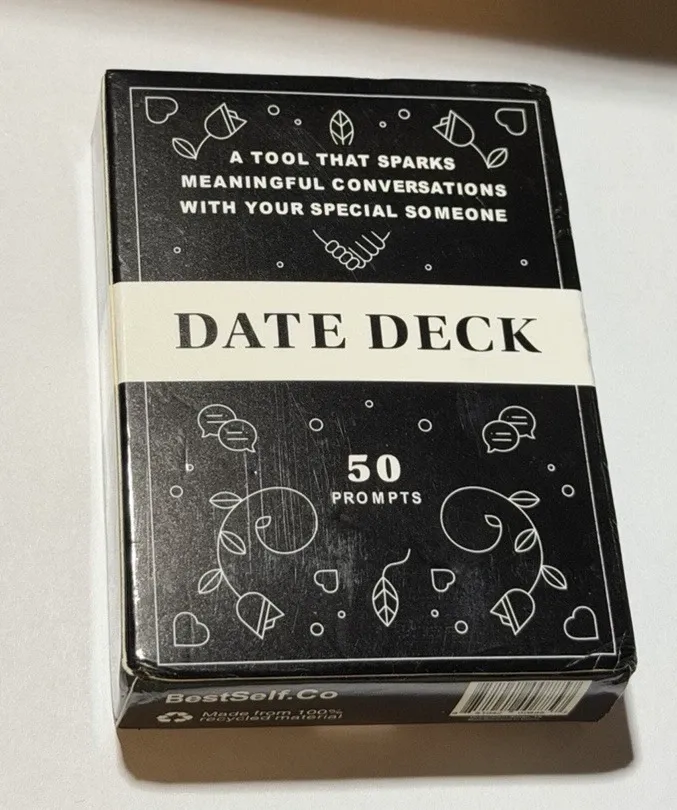 A TOOL THAT SPARKS
MEANINGFUL CONVERSATIONS
WITH YOUR SPECIAL SOMEONE
DATE DECK
50
PROMPTS
BestSelf.Co
Made from 100%
recycled material